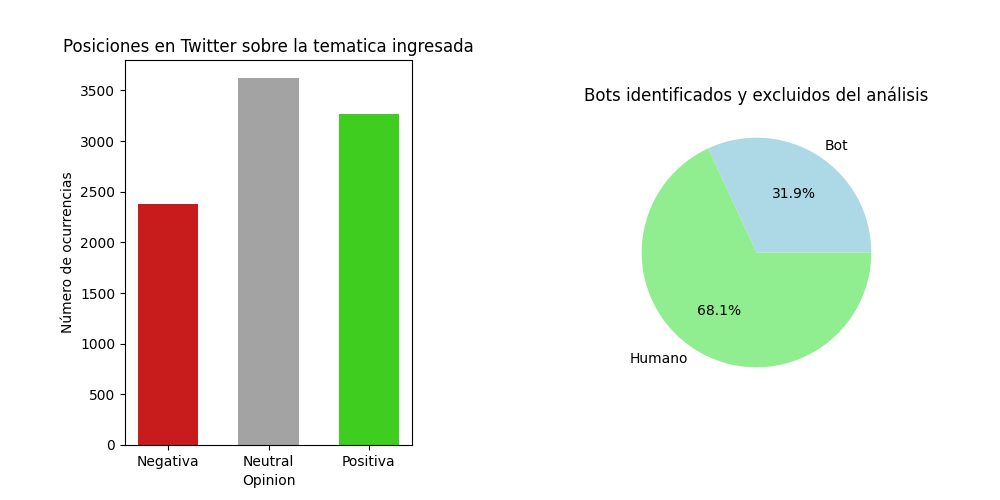 Posiciones en Twitter sobre la tematica ingresada
Número de ocurrencias
3500
3000
2500
2000
1500
1000
500
0
Negativa
Neutral
Positiva
Opinion
Bots identificados y excluidos del análisis
Bot
31.9%
68.1%
Humano